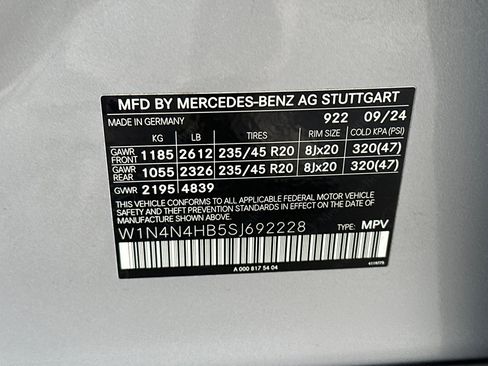 MFD BY MERCEDES-BENZ AG STUTTGART
MADE IN GERMANY 922 09/24
KG LB TIRES RIM SIZE COLD KPA (PSI)
GAWR FRONT 1185 2612 235/45 R20 8Jx20 320(47)
GAWR REAR 1055 2326 235/45 R20 8Jx20 320(47)
GVWR 2195 4839
THIS VEHICLE CONFORMS TO ALL APPLICABLE FEDERAL MOTOR VEHICLE
SAFETY AND THEFT PREVENTION STANDARDS IN EFFECT ON THE DATE OF
MANUFACTURE SHOWN ABOVE.
W1N4N4HB5SJ692228 TYPE: MPV
A 000 817 54 04